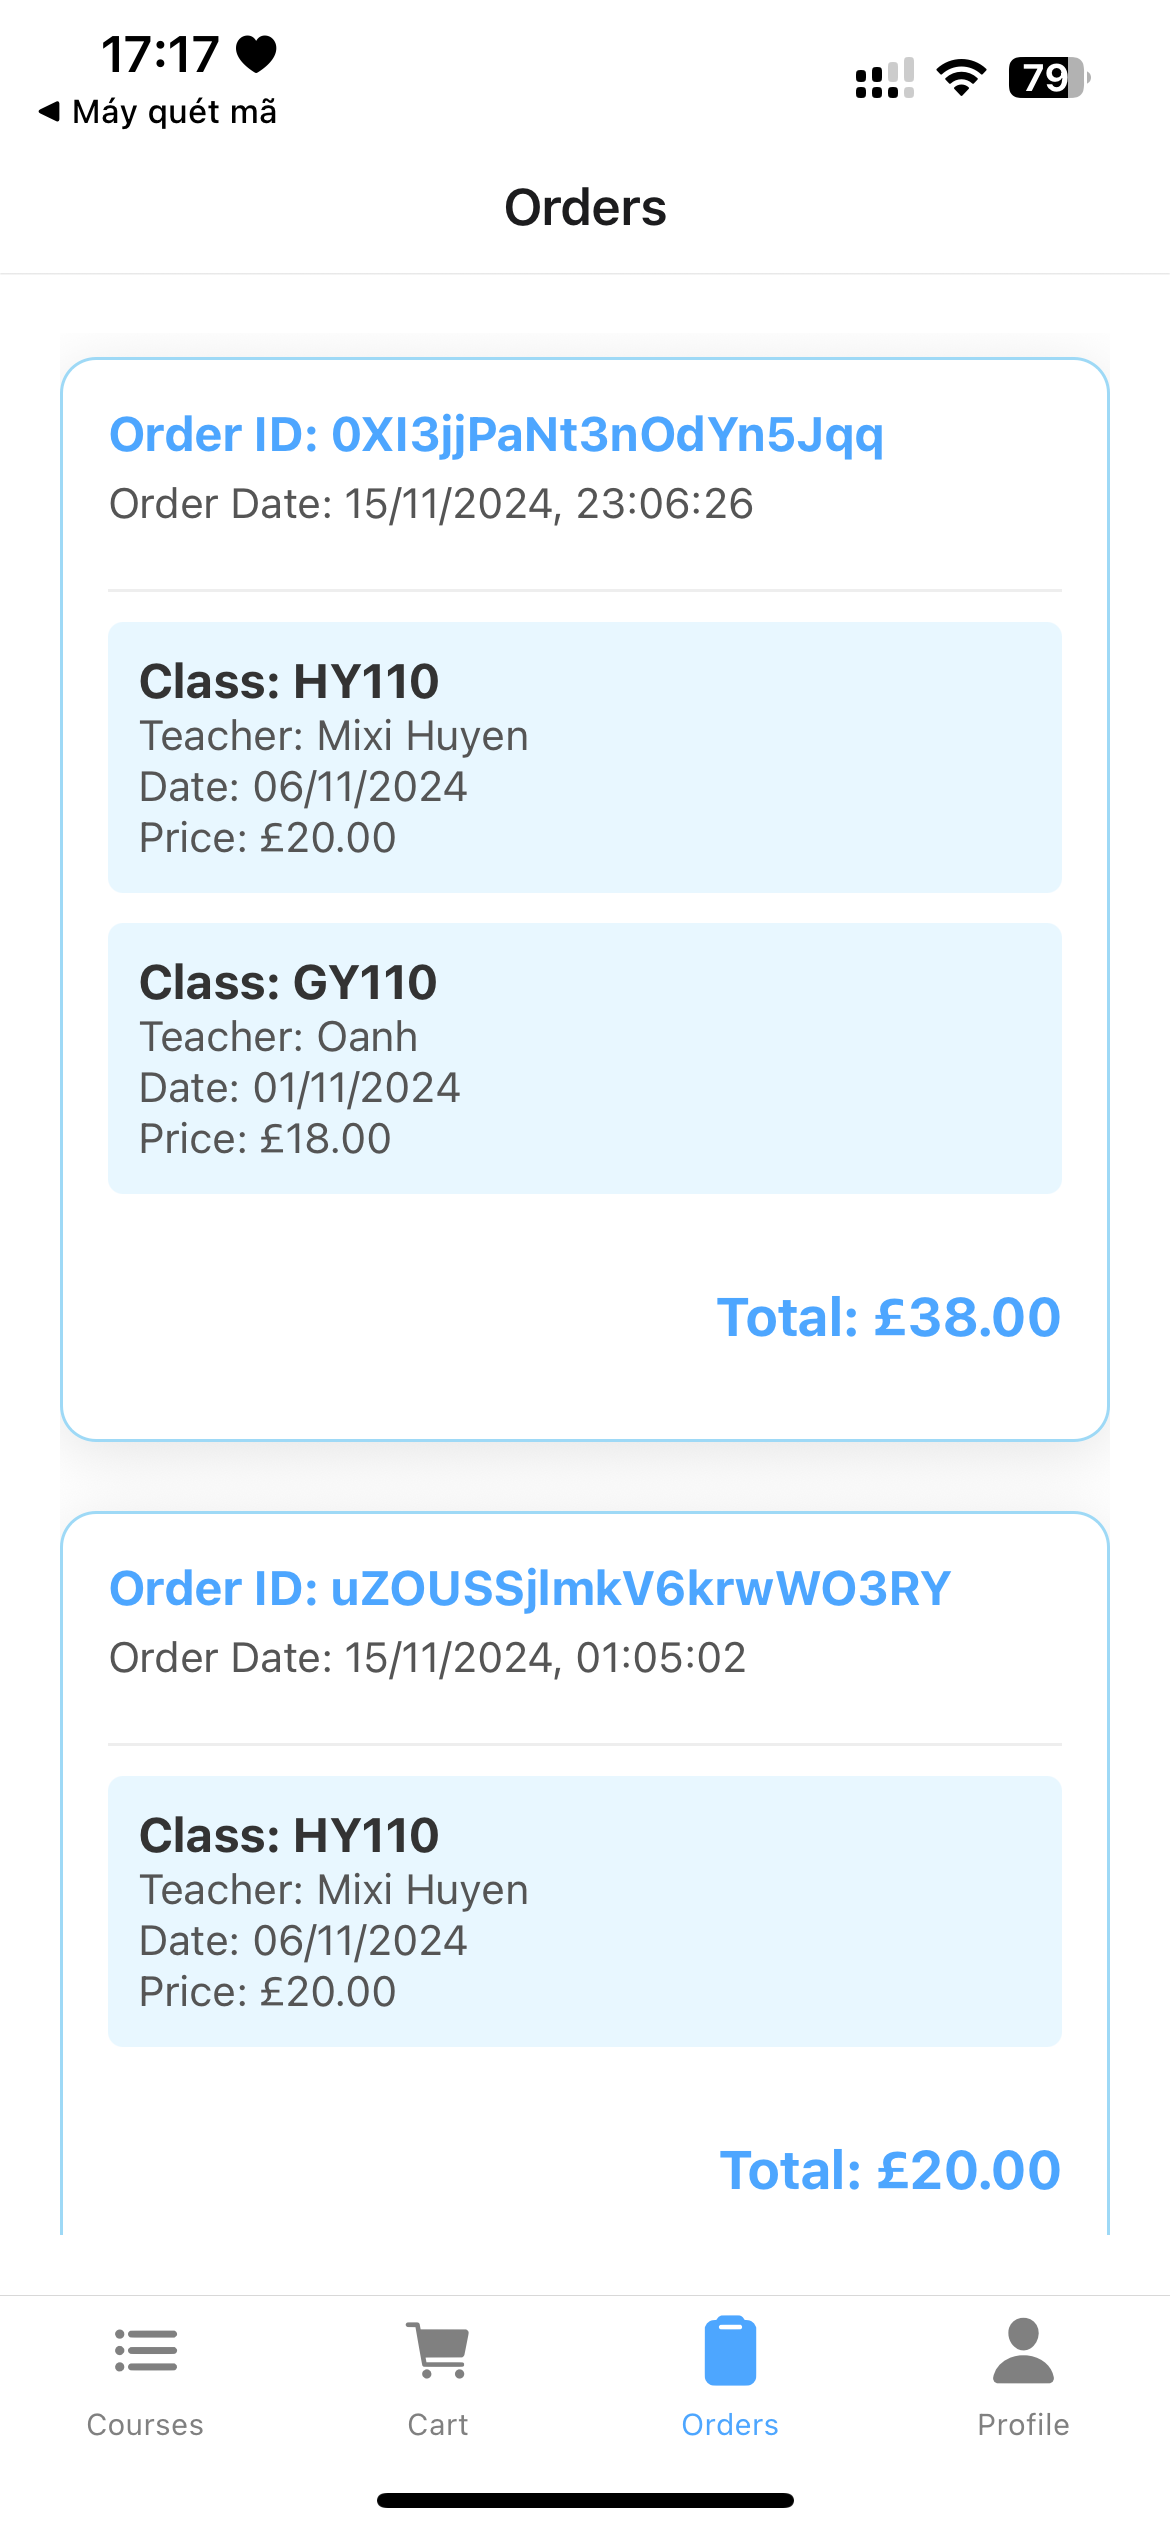 17:17
Máy quét mã
79
Orders
Order ID: 0XI3jjPaNt3nOdYn5Jqq
Order Date: 15/11/2024, 23:06:26
Class: HY110
Teacher: Mixi Huyen
Date: 06/11/2024
Price: £20.00
Class: GY110
Teacher: Oanh
Date: 01/11/2024
Price: £18.00
Total: £38.00
Order ID: uZOUSSjlmkV6krwWO3RY
Order Date: 15/11/2024, 01:05:02
Class: HY110
Teacher: Mixi Huyen
Date: 06/11/2024
Price: £20.00
Total: £20.00
Courses
Cart
Orders
Profile